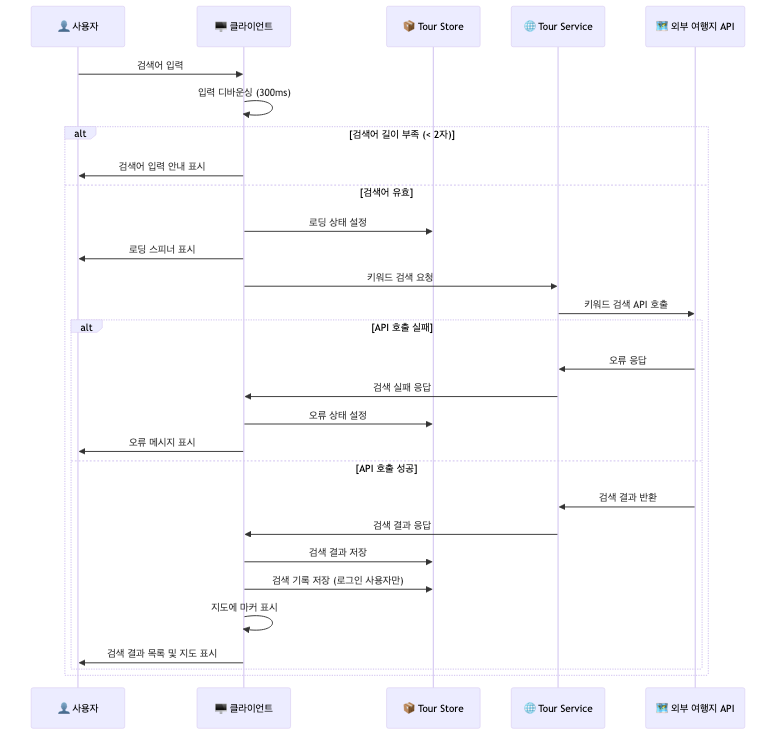 👤 사용자
🖥️ 클라이언트
📦 Tour Store
🌐 Tour Service
🗺️ 외부 여행지 API
검색어 입력
입력 디바운싱 (300ms)
alt
[검색어 길이 부족 (< 2자)]
검색어 입력 안내 표시
[검색어 유효]
로딩 상태 설정
로딩 스피너 표시
키워드 검색 요청
키워드 검색 API 호출
alt
[API 호출 실패]
오류 응답
검색 실패 응답
오류 상태 설정
오류 메시지 표시
[API 호출 성공]
검색 결과 반환
검색 결과 응답
검색 결과 저장
검색 기록 저장 (로그인 사용자만)
지도에 마커 표시
검색 결과 목록 및 지도 표시
👤 사용자
🖥️ 클라이언트
📦 Tour Store
🌐 Tour Service
🗺️ 외부 여행지 API